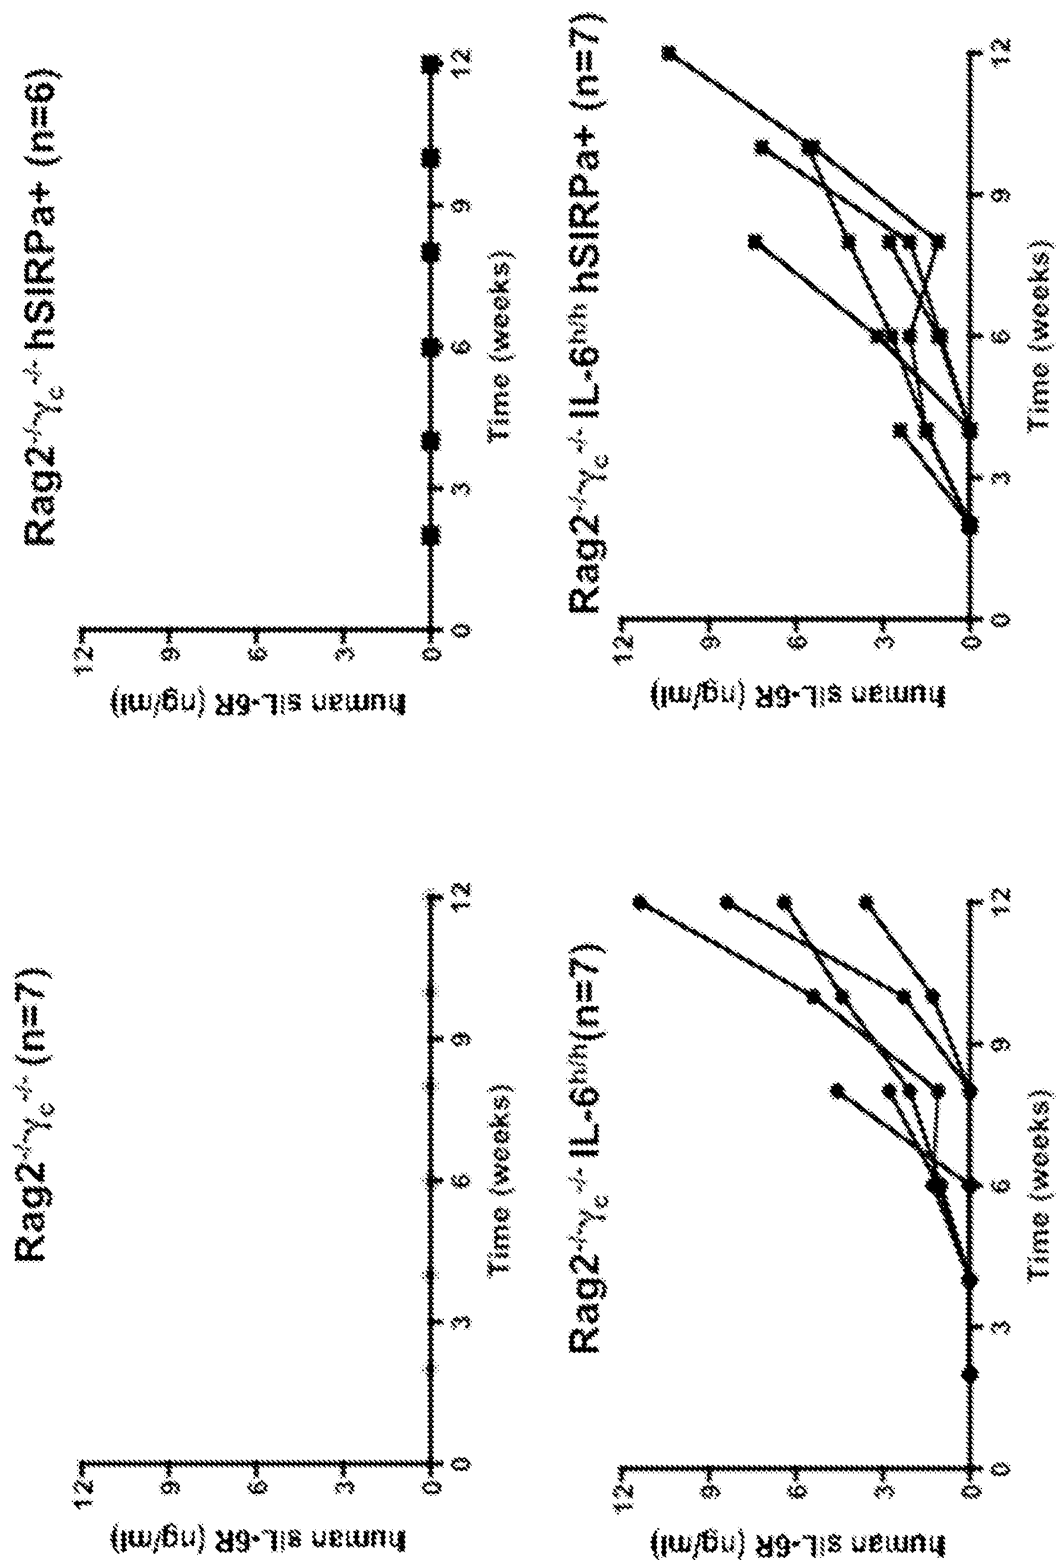 Rag2⁻/⁻γc⁻/⁻ (n=7)
human sIL-6R (ng/ml)
12
9
6
3
0
0 3 6 9 12
Time (weeks)
Rag2⁻/⁻γc⁻/⁻ hSIRPa+ (n=6)
human sIL-6R (ng/ml)
12
9
6
3
0
0 3 6 9 12
Time (weeks)
Rag2⁻/⁻γc⁻/⁻ IL-6ʰ/ʰ(n=7)
human sIL-6R (ng/ml)
12
9
6
3
0
0 3 6 9 12
Time (weeks)
Rag2⁻/⁻γc⁻/⁻ IL-6ʰ/ʰ hSIRPa+ (n=7)
human sIL-6R (ng/ml)
12
9
6
3
0
0 3 6 9 12
Time (weeks)